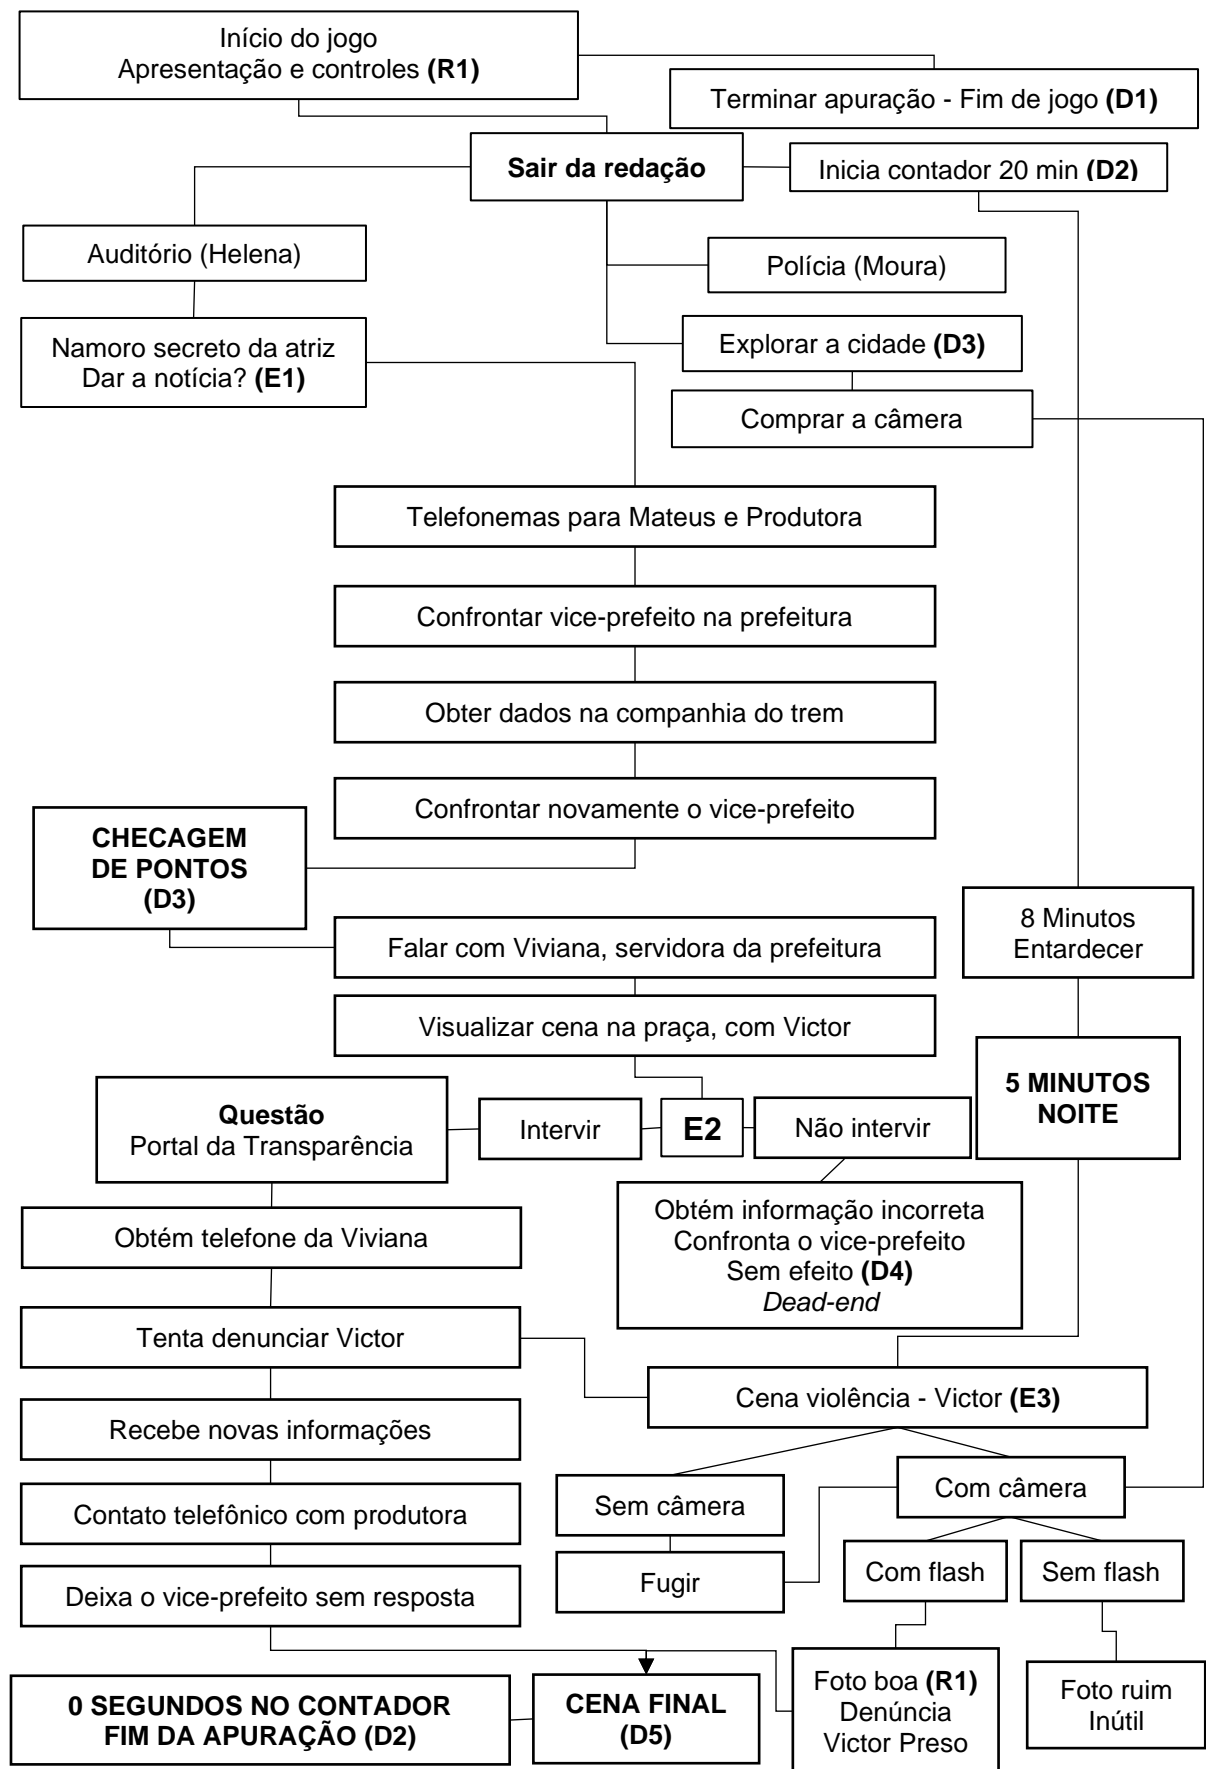 Início do jogo
Apresentação e controles (R1)
Terminar apuração - Fim de jogo (D1)
Sair da redação
Inicia contador 20 min (D2)
Auditório (Helena)
Polícia (Moura)
Namoro secreto da atriz
Dar a notícia? (E1)
Explorar a cidade (D3)
Comprar a câmera
Telefonemas para Mateus e Produtora
Confrontar vice-prefeito na prefeitura
Obter dados na companhia do trem
Confrontar novamente o vice-prefeito
CHECAGEM
DE PONTOS
(D3)
8 Minutos
Entardecer
Falar com Viviana, servidora da prefeitura
Visualizar cena na praça, com Victor
5 MINUTOS
NOITE
Questão
Portal da Transparência
Intervir
E2
Não intervir
Obtém informação incorreta
Confronta o vice-prefeito
Sem efeito (D4)
Dead-end
Obtém telefone da Viviana
Tenta denunciar Victor
Cena violência - Victor (E3)
Recebe novas informações
Sem câmera
Com câmera
Contato telefônico com produtora
Fugir
Com flash
Sem flash
Deixa o vice-prefeito sem resposta
0 SEGUNDOS NO CONTADOR
FIM DA APURAÇÃO (D2)
CENA FINAL
(D5)
Foto boa (R1)
Denúncia
Victor Preso
Foto ruim
Inútil